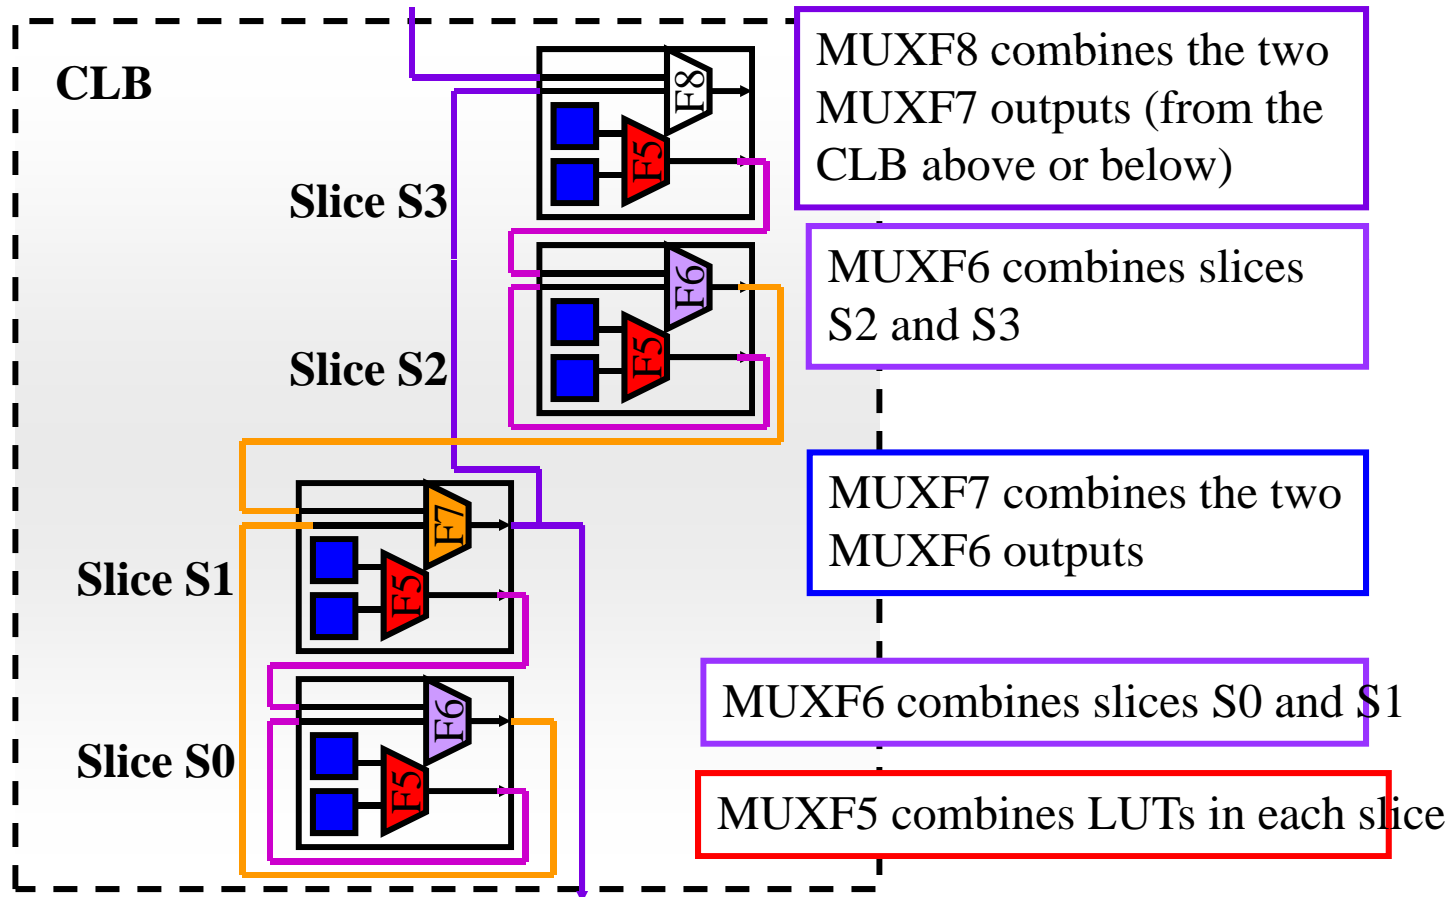 CLB
MUXF8 combines the two
MUXF7 outputs (from the
CLB above or below)
F8
F5
Slice S3
MUXF6 combines slices
S2 and S3
F6
F5
Slice S2
MUXF7 combines the two
MUXF6 outputs
F7
F5
Slice S1
MUXF6 combines slices S0 and S1
F6
F5
Slice S0
MUXF5 combines LUTs in each slice